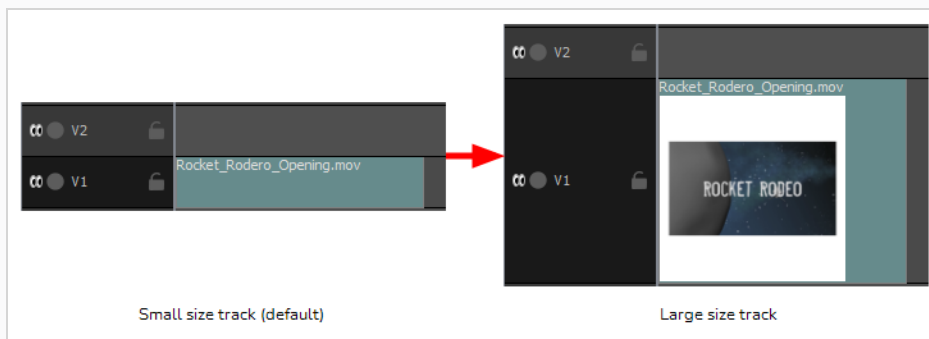 V2
V1
Rocket_Rodero_Opening.mov
Small size track (default)
V2
V1
Rocket_Rodero_Opening.mov
ROCKET RODEO
Large size track